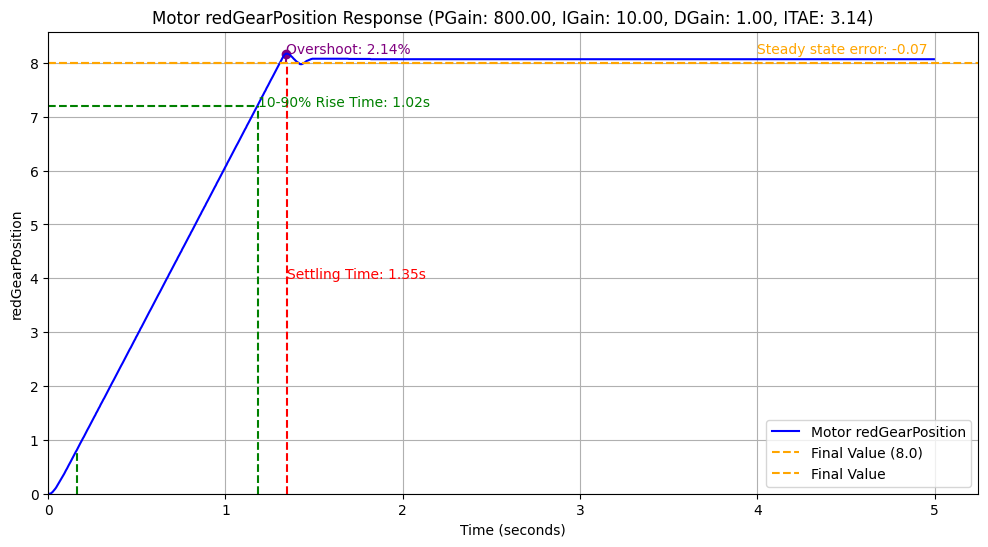 Motor redGearPosition Response (PGain: 800.00, IGain: 10.00, DGain: 1.00, ITAE: 3.14)
Overshoot: 2.14%
Steady state error: -0.07
10-90% Rise Time: 1.02s
Settling Time: 1.35s
redGearPosition
8
7
6
5
4
3
2
1
0
Motor redGearPosition
Final Value (8.0)
Final Value
0 1 2 3 4 5
Time (seconds)